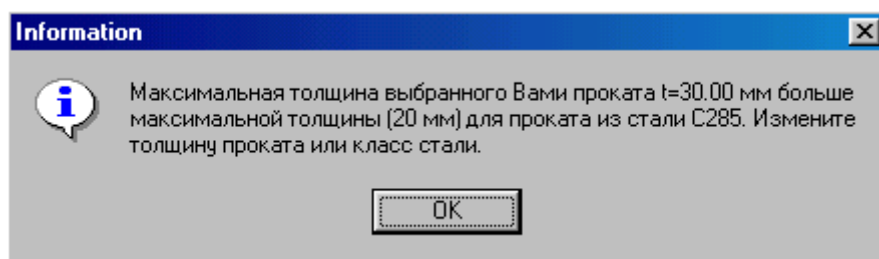 Information
Максимальная толщина выбранного Вами проката t=30.00 мм больше
максимальной толщины (20 мм) для проката из стали С285. Измените
толщину проката или класс стали.
OK